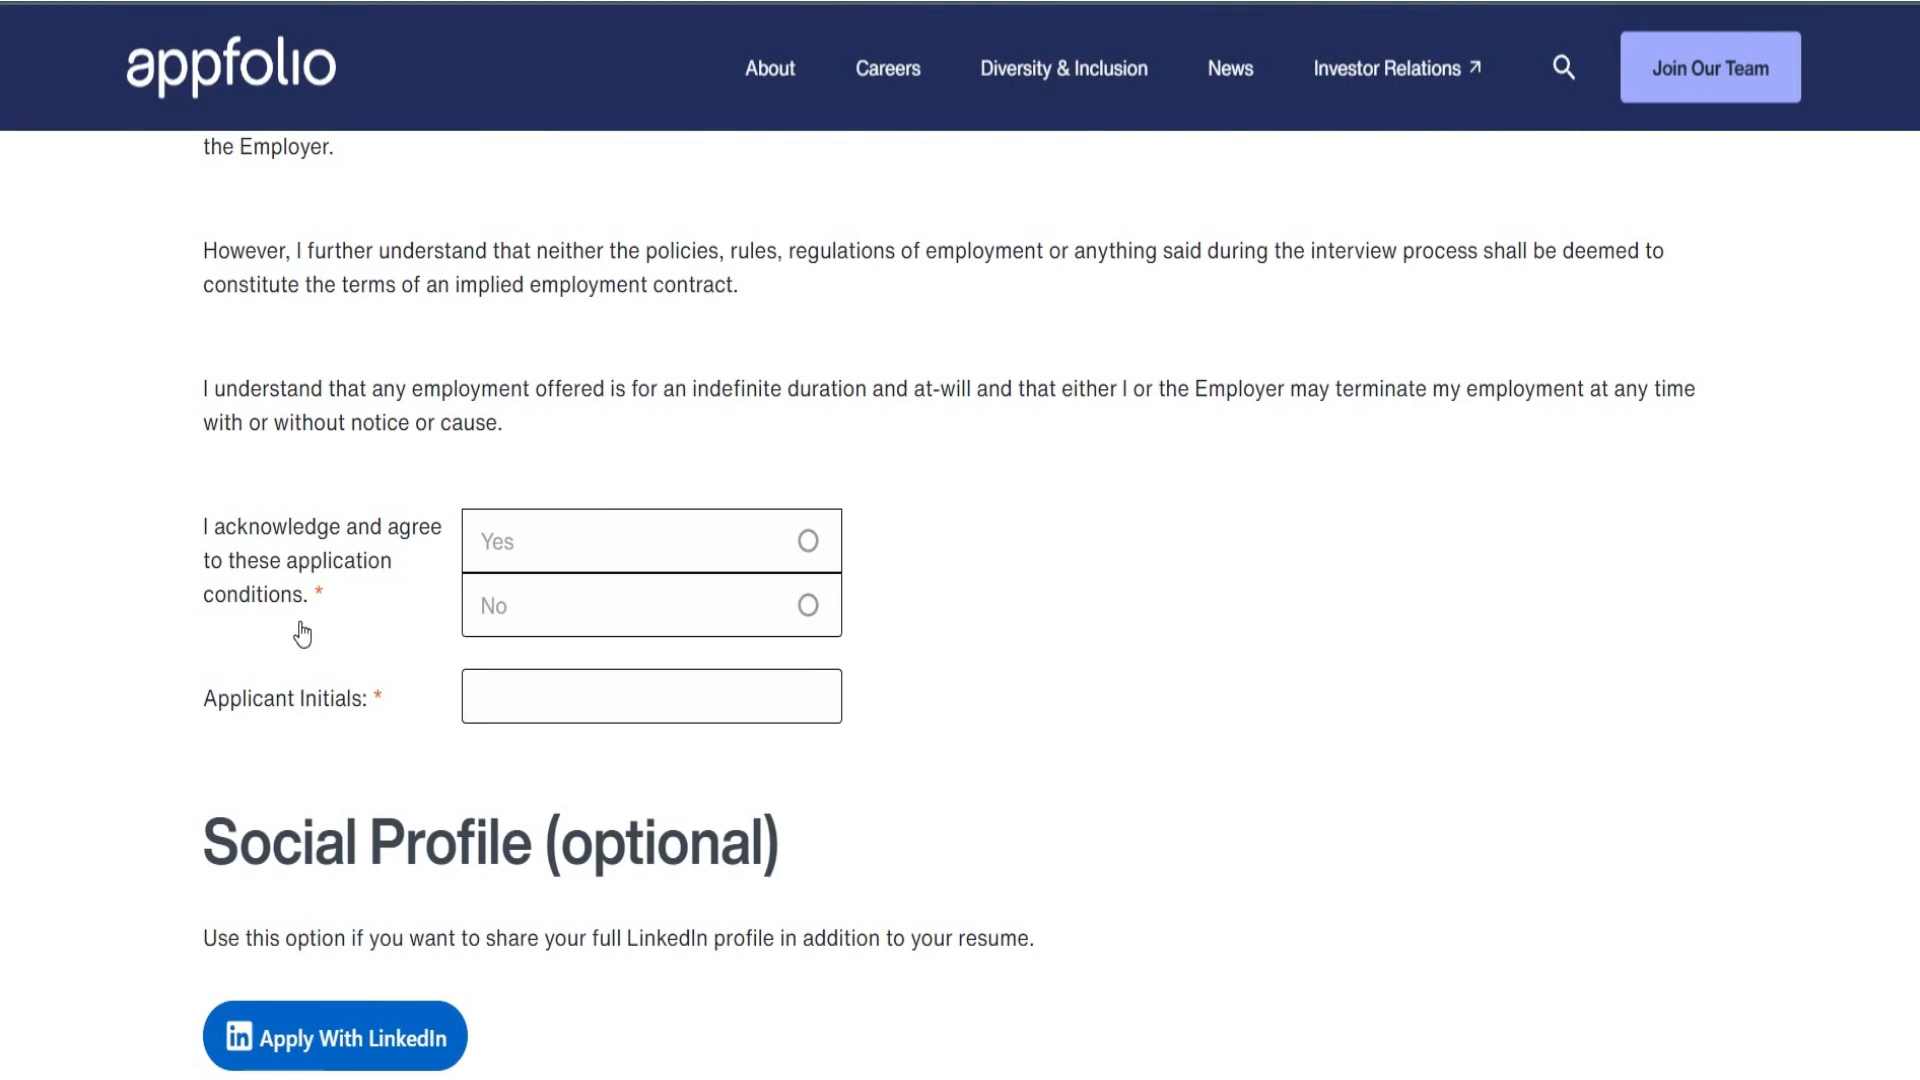 appfolio
About
Careers
Diversity & Inclusion
News
Investor Relations
Join Our Team
the Employer.
However, I further understand that neither the policies, rules, regulations of employment or anything said during the interview process shall be deemed to
constitute the terms of an implied employment contract.
I understand that any employment offered is for an indefinite duration and at-will and that either I or the Employer may terminate my employment at any time
with or without notice or cause.
I acknowledge and agree
to these application
conditions. *
Yes
No
Applicant Initials: *
Social Profile (optional)
Use this option if you want to share your full LinkedIn profile in addition to your resume.
in Apply With LinkedIn